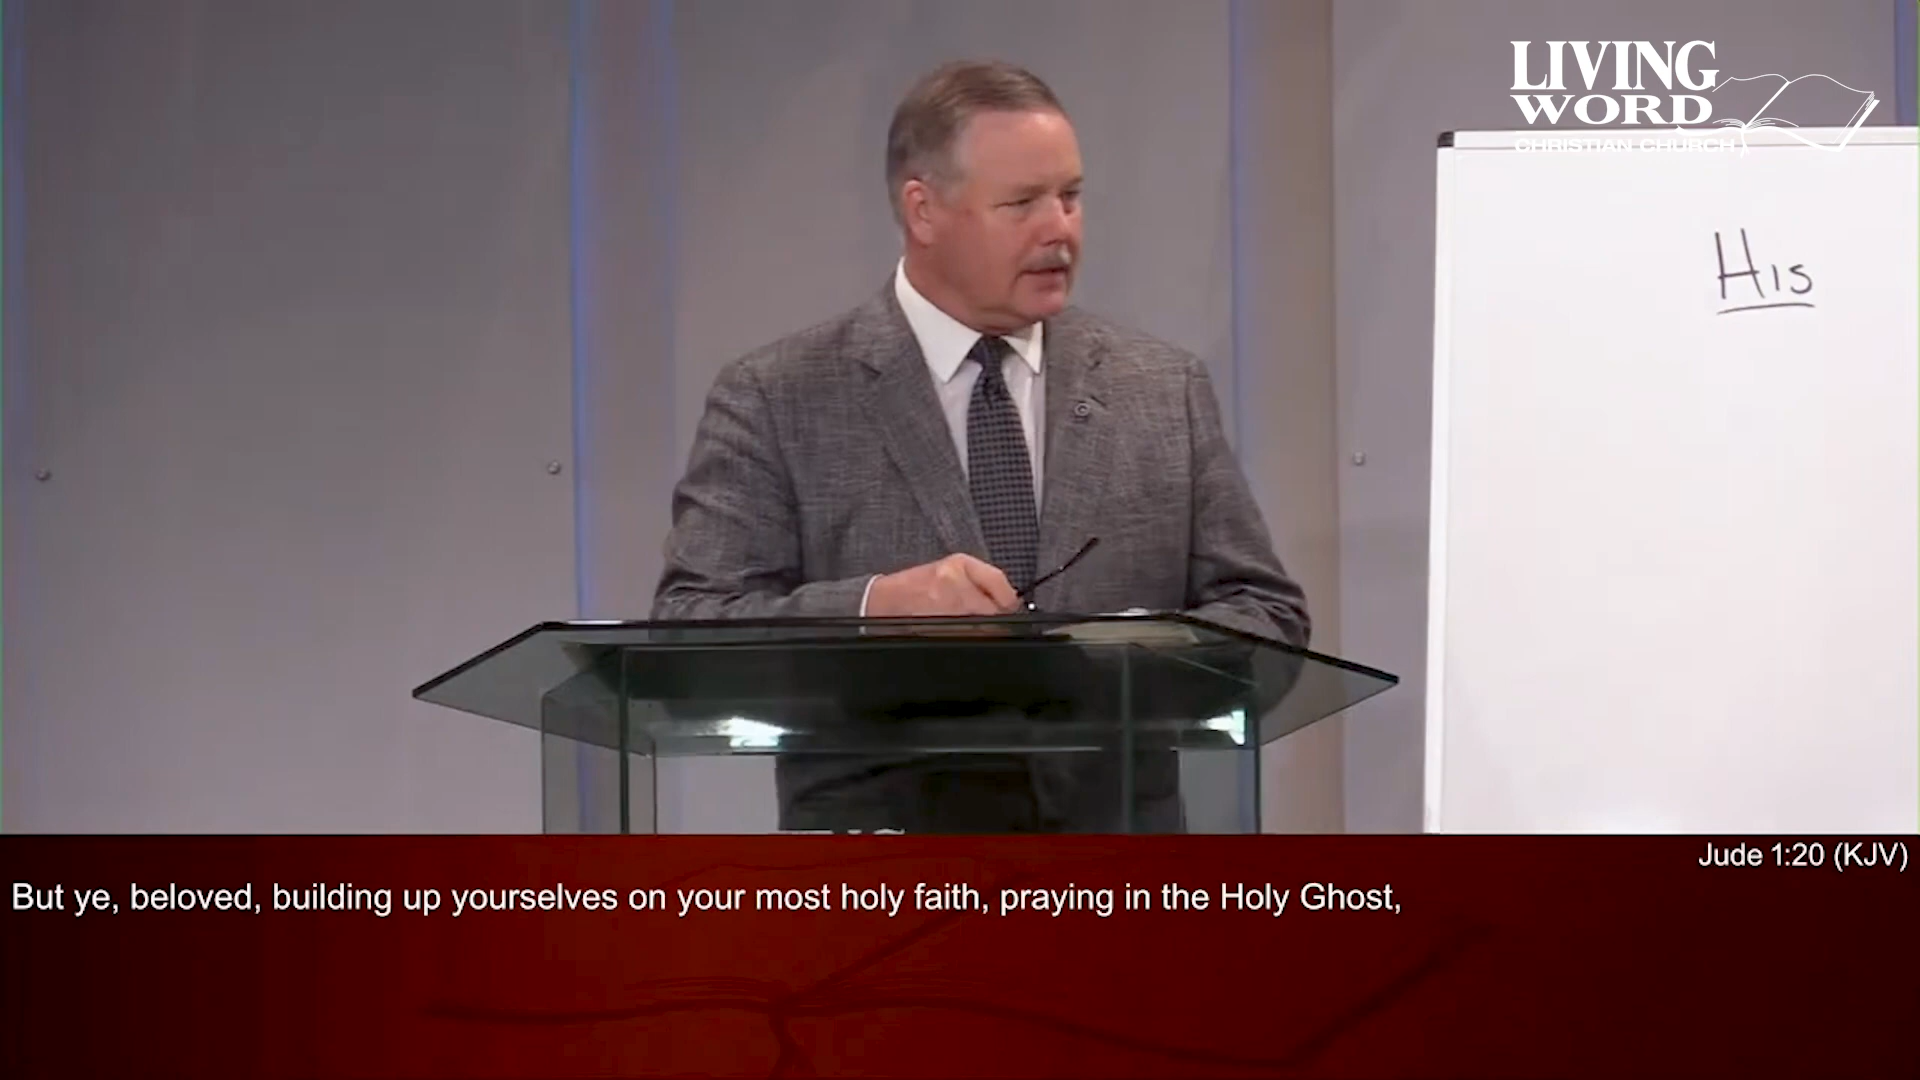 LIVING
WORD
CHRISTIAN CHURCH
His
Jude 1:20 (KJV)
But ye, beloved, building up yourselves on your most holy faith, praying in the Holy Ghost,